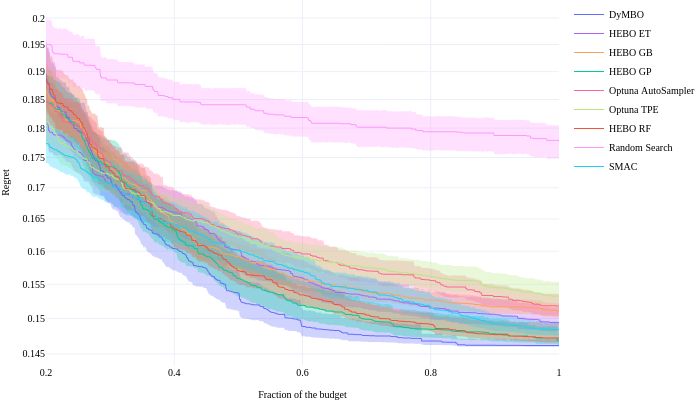 0.2
0.195
0.19
0.185
0.18
0.175
0.17
0.165
0.16
0.155
0.15
0.145
Regret
0.2 0.4 0.6 0.8 1
Fraction of the budget
DyMBO
HEBO ET
HEBO GB
HEBO GP
Optuna AutoSampler
Optuna TPE
HEBO RF
Random Search
SMAC